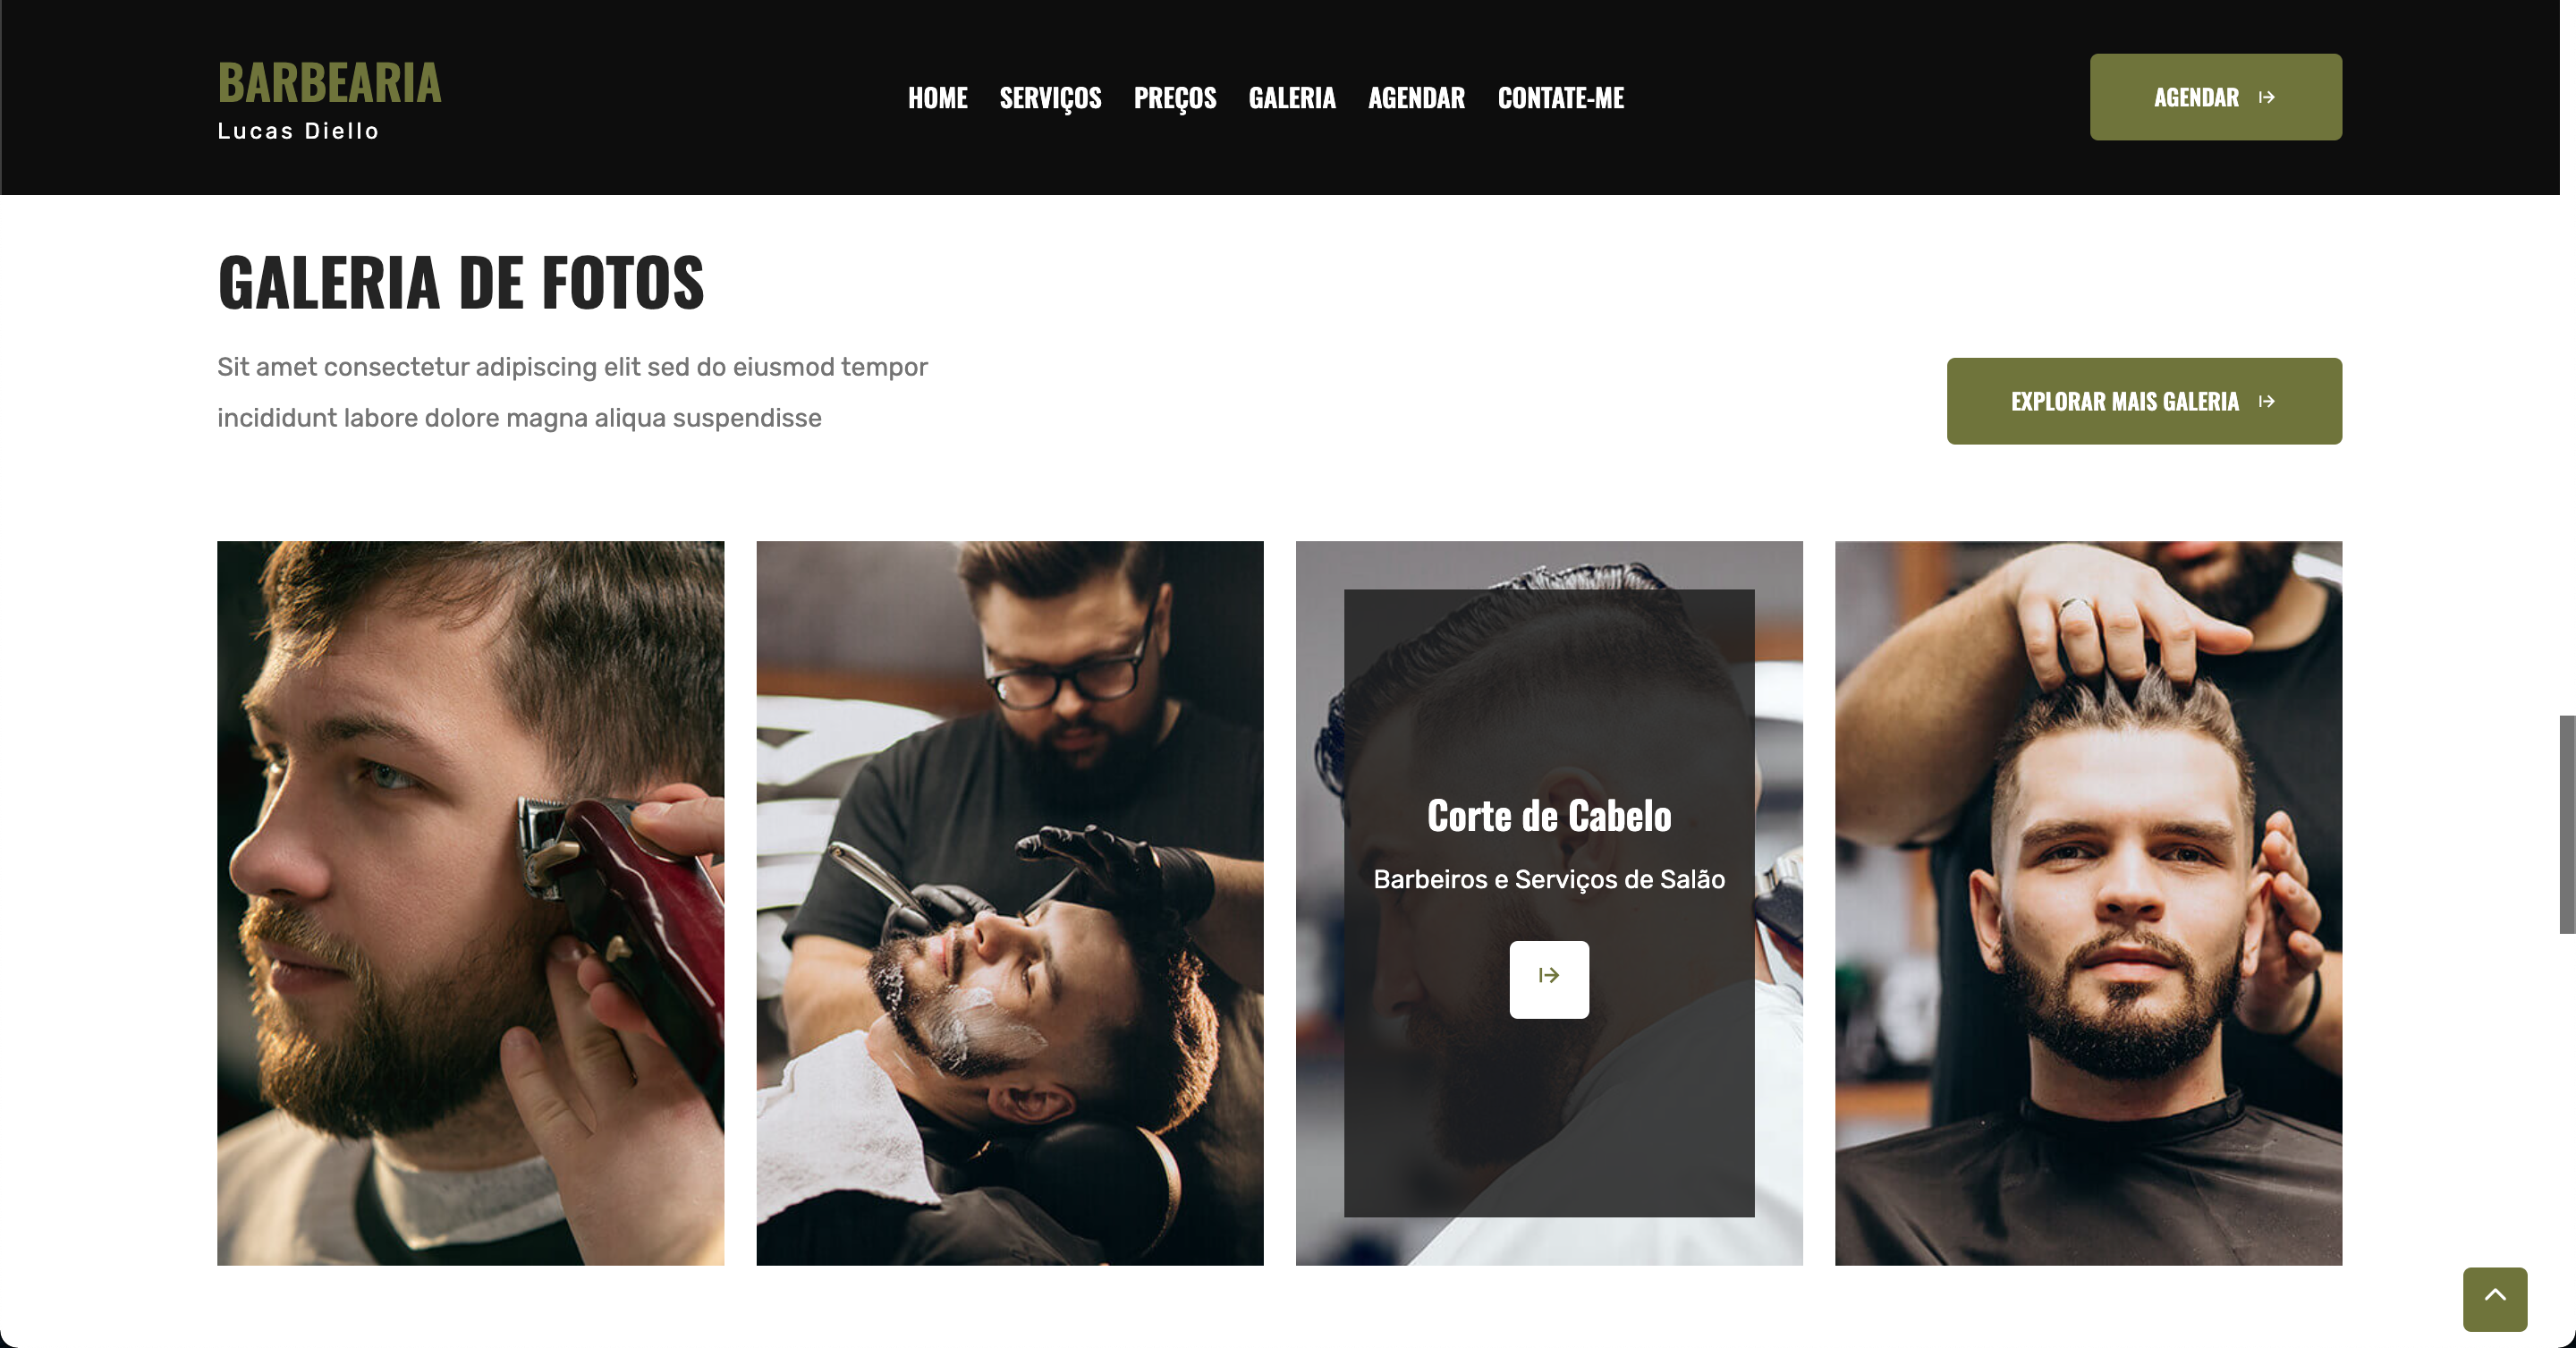 BARBEARIA
Lucas Diello
HOME SERVIÇOS PREÇOS GALERIA AGENDAR CONTATE-ME
AGENDAR
GALERIA DE FOTOS
Sit amet consectetur adipiscing elit sed do eiusmod tempor
incididunt labore dolore magna aliqua suspendisse
EXPLORAR MAIS GALERIA
Corte de Cabelo
Barbeiros e Serviços de Salão